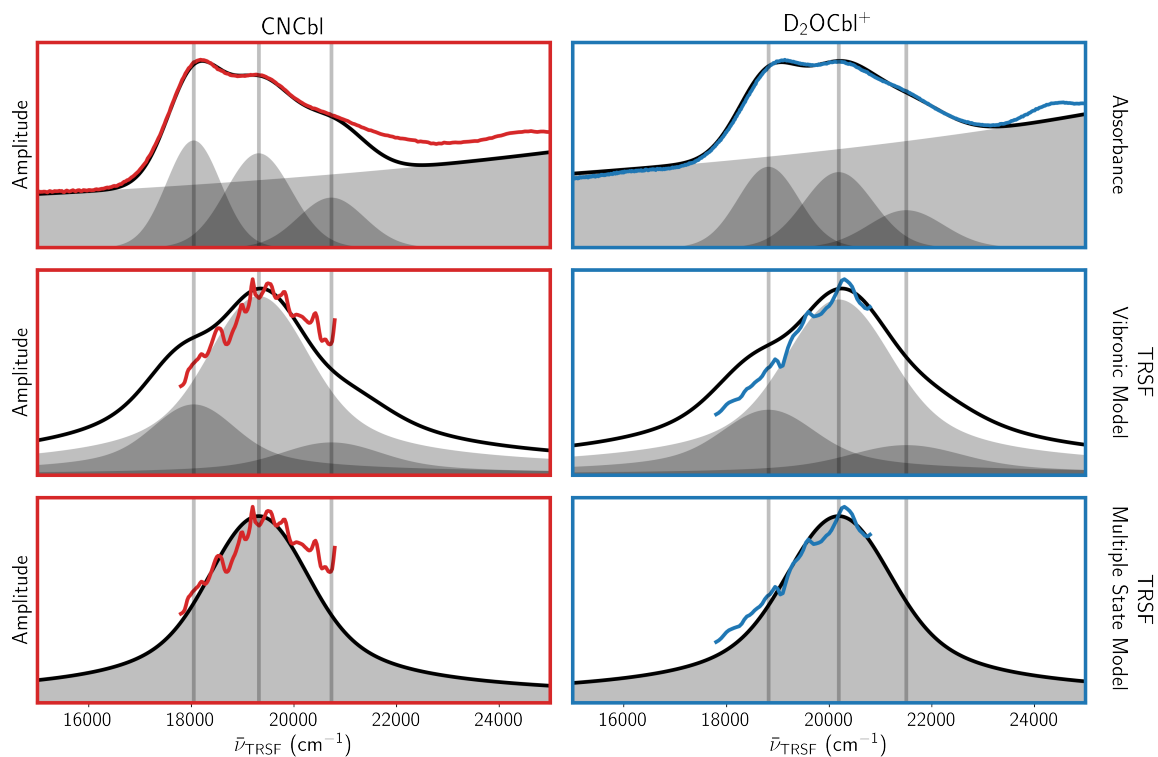 CNCbl
D₂OCbl⁺
Amplitude
Absorbance
Amplitude
TRSF
Vibronic Model
Amplitude
TRSF
Multiple State Model
16000 18000 20000 22000 24000
16000 18000 20000 22000 24000
ν̄TRSF (cm⁻¹)
ν̄TRSF (cm⁻¹)